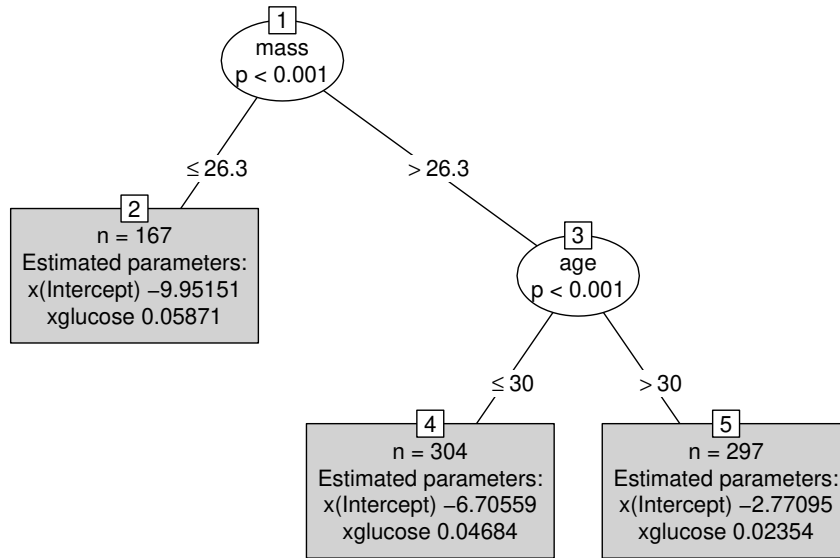 1
mass
p < 0.001
≤ 26.3
> 26.3
2
n = 167
Estimated parameters:
x(Intercept) −9.95151
xglucose 0.05871
3
age
p < 0.001
≤ 30
> 30
4
n = 304
Estimated parameters:
x(Intercept) −6.70559
xglucose 0.04684
5
n = 297
Estimated parameters:
x(Intercept) −2.77095
xglucose 0.02354